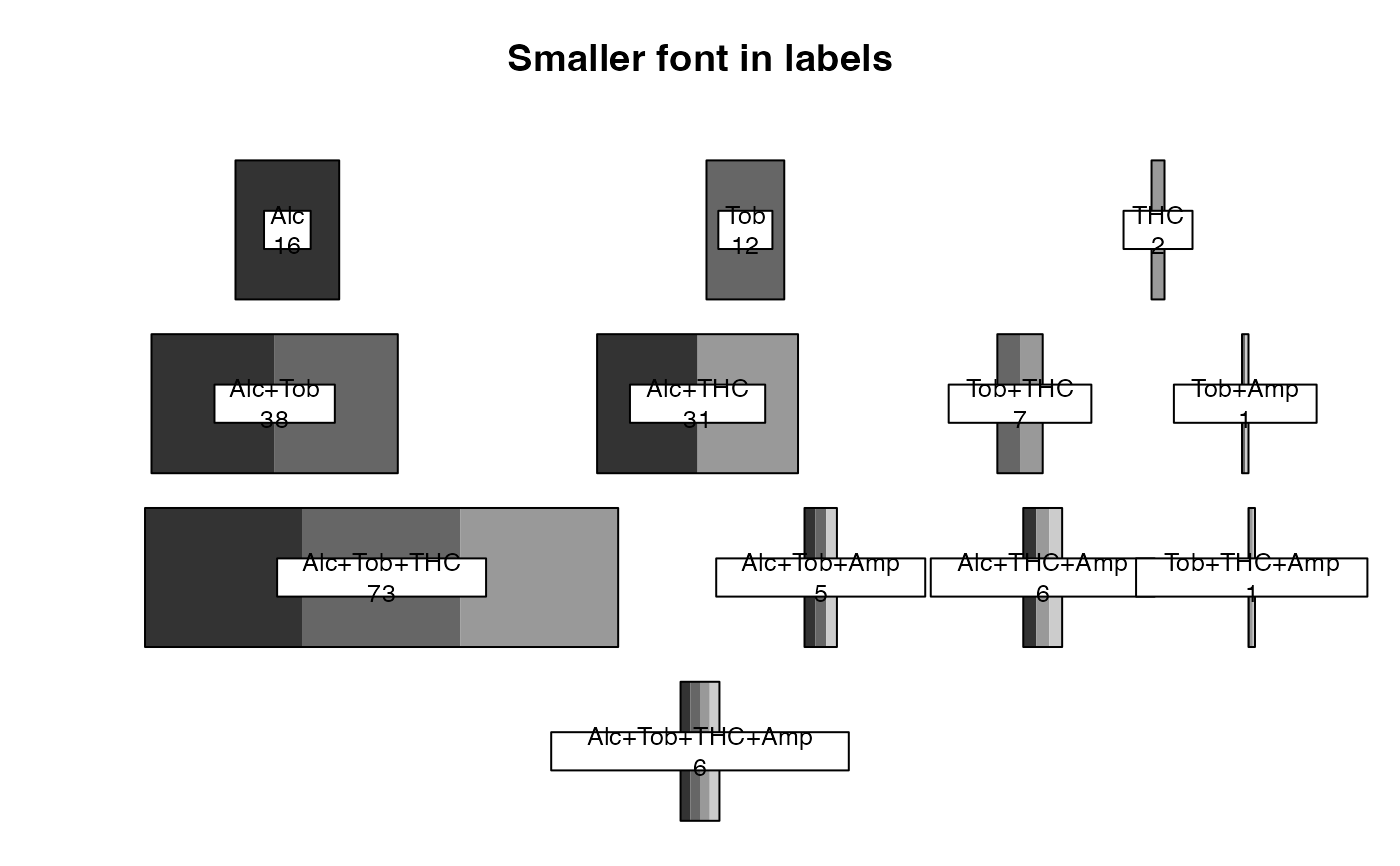 Smaller font in labels
Alc
16
Tob
12
THC
2
Alc+Tob
38
Alc+THC
31
Tob+THC
7
Tob+Amp
1
Alc+Tob+THC
73
Alc+Tob+Amp
5
Alc+THC+Amp
6
Tob+THC+Amp
1
Alc+Tob+THC+Amp
6